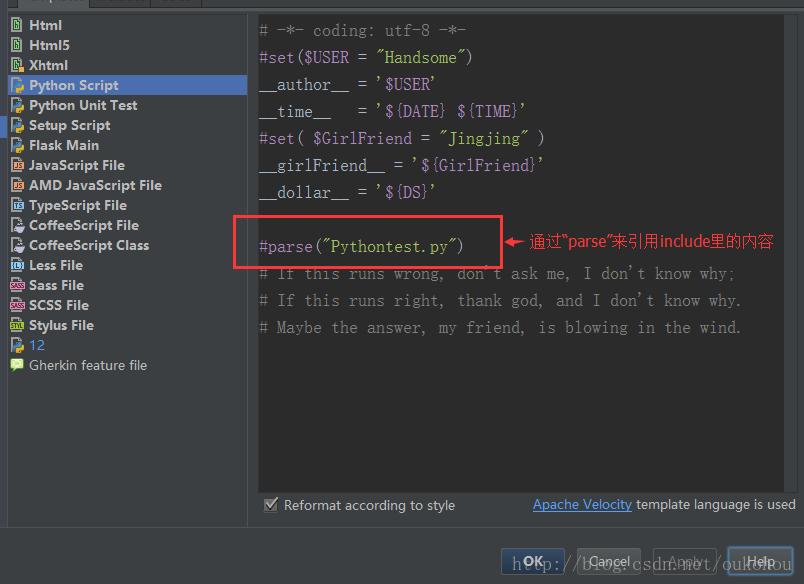 Html
Html5
Xhtml
Python Script
Python Unit Test
Setup Script
Flask Main
JavaScript File
AMD JavaScript File
TypeScript File
CoffeeScript File
CoffeeScript Class
Less File
Sass File
SCSS File
Stylus File
12
Gherkin feature file
# -*- coding: utf-8 -*-
#set($USER = "Handsome")
__author__ = '$USER'
__time__ = '${DATE} ${TIME}'
#set( $GirlFriend = "Jingjing" )
__girlFriend__ = '${GirlFriend}'
__dollar__ = '${DS}'
#parse("Pythontest.py")
通过"parse"来引用include里的内容
# If this runs wrong, don't ask me, I don't know why;
# If this runs right, thank god, and I don't know why.
# Maybe the answer, my friend, is blowing in the wind.
Reformat according to style
Apache Velocity template language is used
OK
Cancel
Apply
Help
http://blog.csdn.net/oukohou